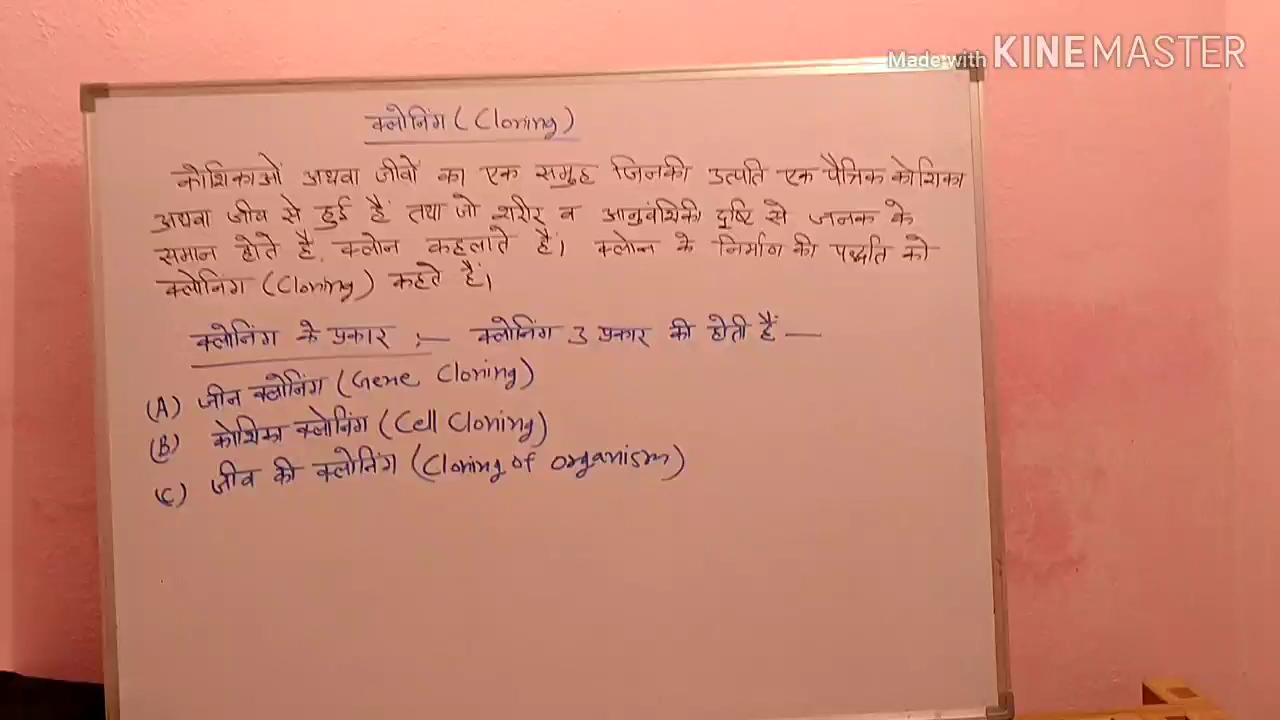 Made with KINEMASTER
क्लोनिंग (Cloning)
कोशिकाओं अथवा जीवों का एक समुह जिनकी उत्पति एक पैत्रिक कोशिका
अथवा जीव से हुई है तथा जो शरीर व आनुवंशिकी दृष्टि से जनक के
समान होते है, क्लोन कहलाते है। क्लोन के निर्माण की पद्धति को
क्लोनिंग (Cloning) कहते हैं।
क्लोनिंग के प्रकार :— क्लोनिंग 3 प्रकार की होती हैं —
(A) जीन क्लोनिंग (Gene Cloning)
(B) कोशिका क्लोनिंग (Cell Cloning)
(C) जीव की क्लोनिंग (Cloning of organism)